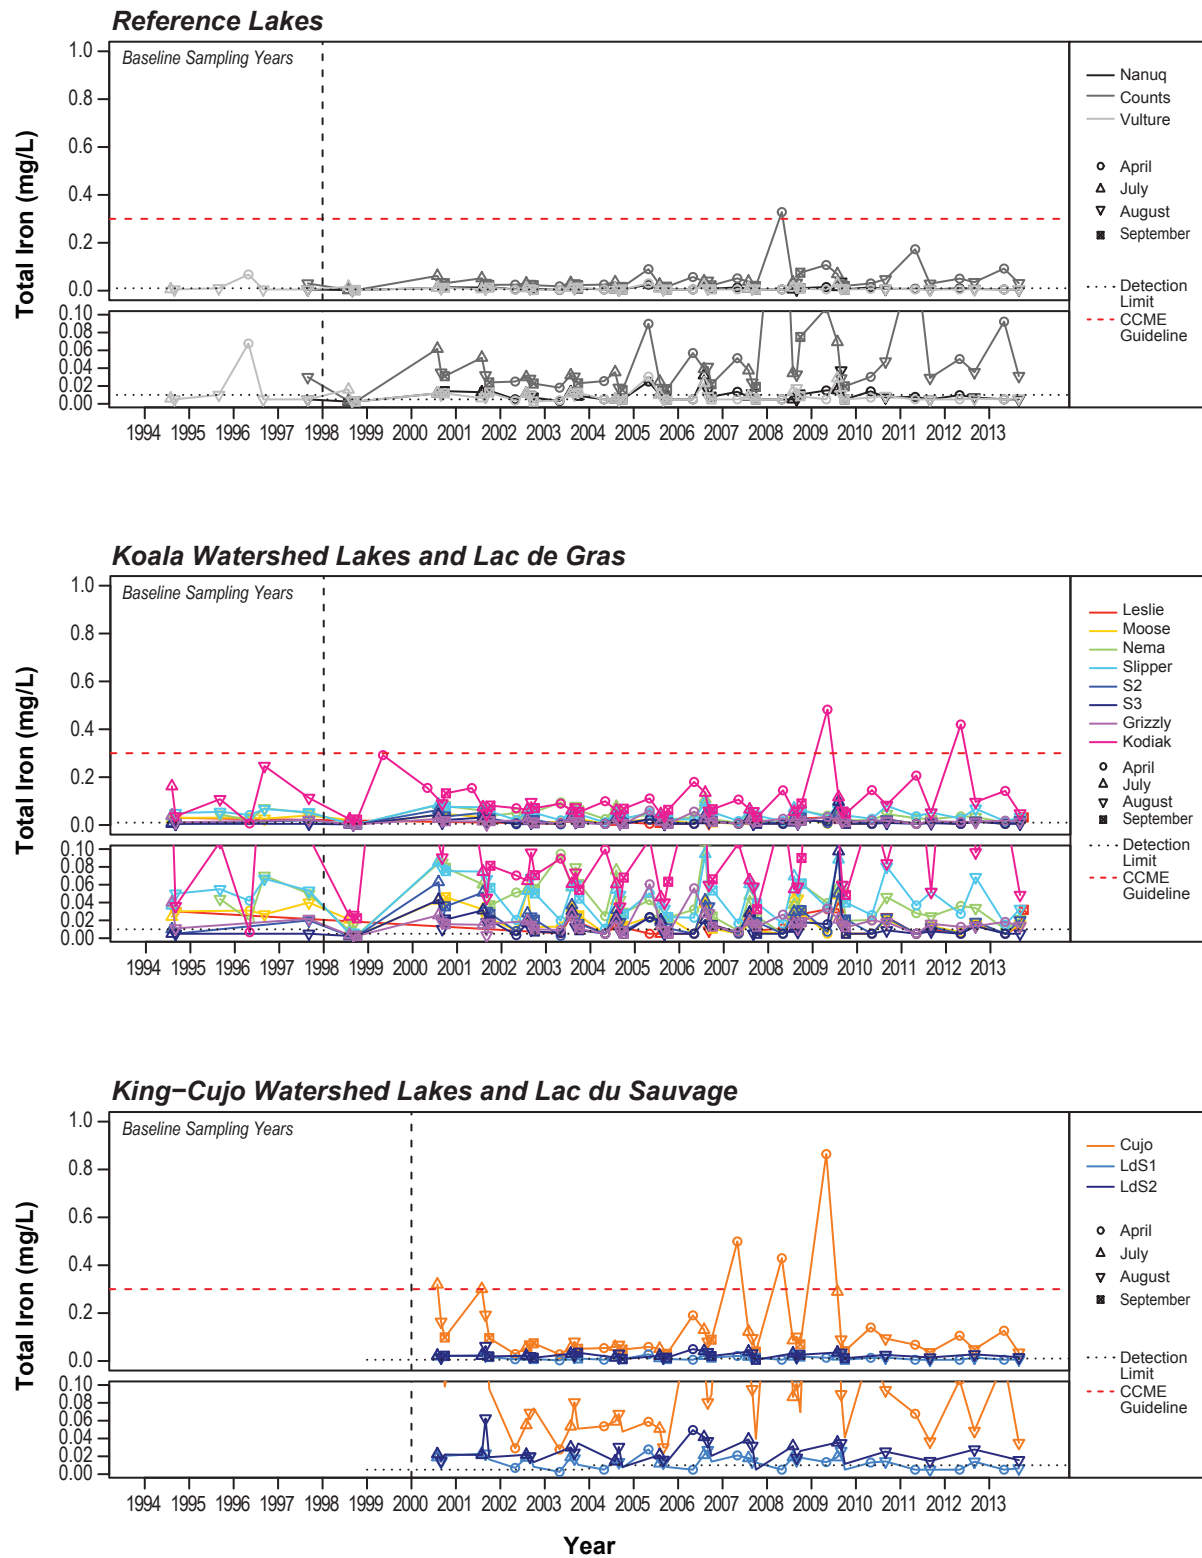 Reference Lakes
Baseline Sampling Years
Total Iron (mg/L)
1.0
0.8
0.6
0.4
0.2
0.0
0.10
0.08
0.06
0.04
0.02
0.00
1994 1995 1996 1997 1998 1999 2000 2001 2002 2003 2004 2005 2006 2007 2008 2009 2010 2011 2012 2013
Nanuq
Counts
Vulture
April
July
August
September
Detection
Limit
CCME
Guideline
Koala Watershed Lakes and Lac de Gras
Baseline Sampling Years
Total Iron (mg/L)
1.0
0.8
0.6
0.4
0.2
0.0
0.10
0.08
0.06
0.04
0.02
0.00
1994 1995 1996 1997 1998 1999 2000 2001 2002 2003 2004 2005 2006 2007 2008 2009 2010 2011 2012 2013
Leslie
Moose
Nema
Slipper
S2
S3
Grizzly
Kodiak
April
July
August
September
Detection
Limit
CCME
Guideline
King−Cujo Watershed Lakes and Lac du Sauvage
Baseline Sampling Years
Total Iron (mg/L)
1.0
0.8
0.6
0.4
0.2
0.0
0.10
0.08
0.06
0.04
0.02
0.00
1994 1995 1996 1997 1998 1999 2000 2001 2002 2003 2004 2005 2006 2007 2008 2009 2010 2011 2012 2013
Cujo
LdS1
LdS2
April
July
August
September
Detection
Limit
CCME
Guideline
Year